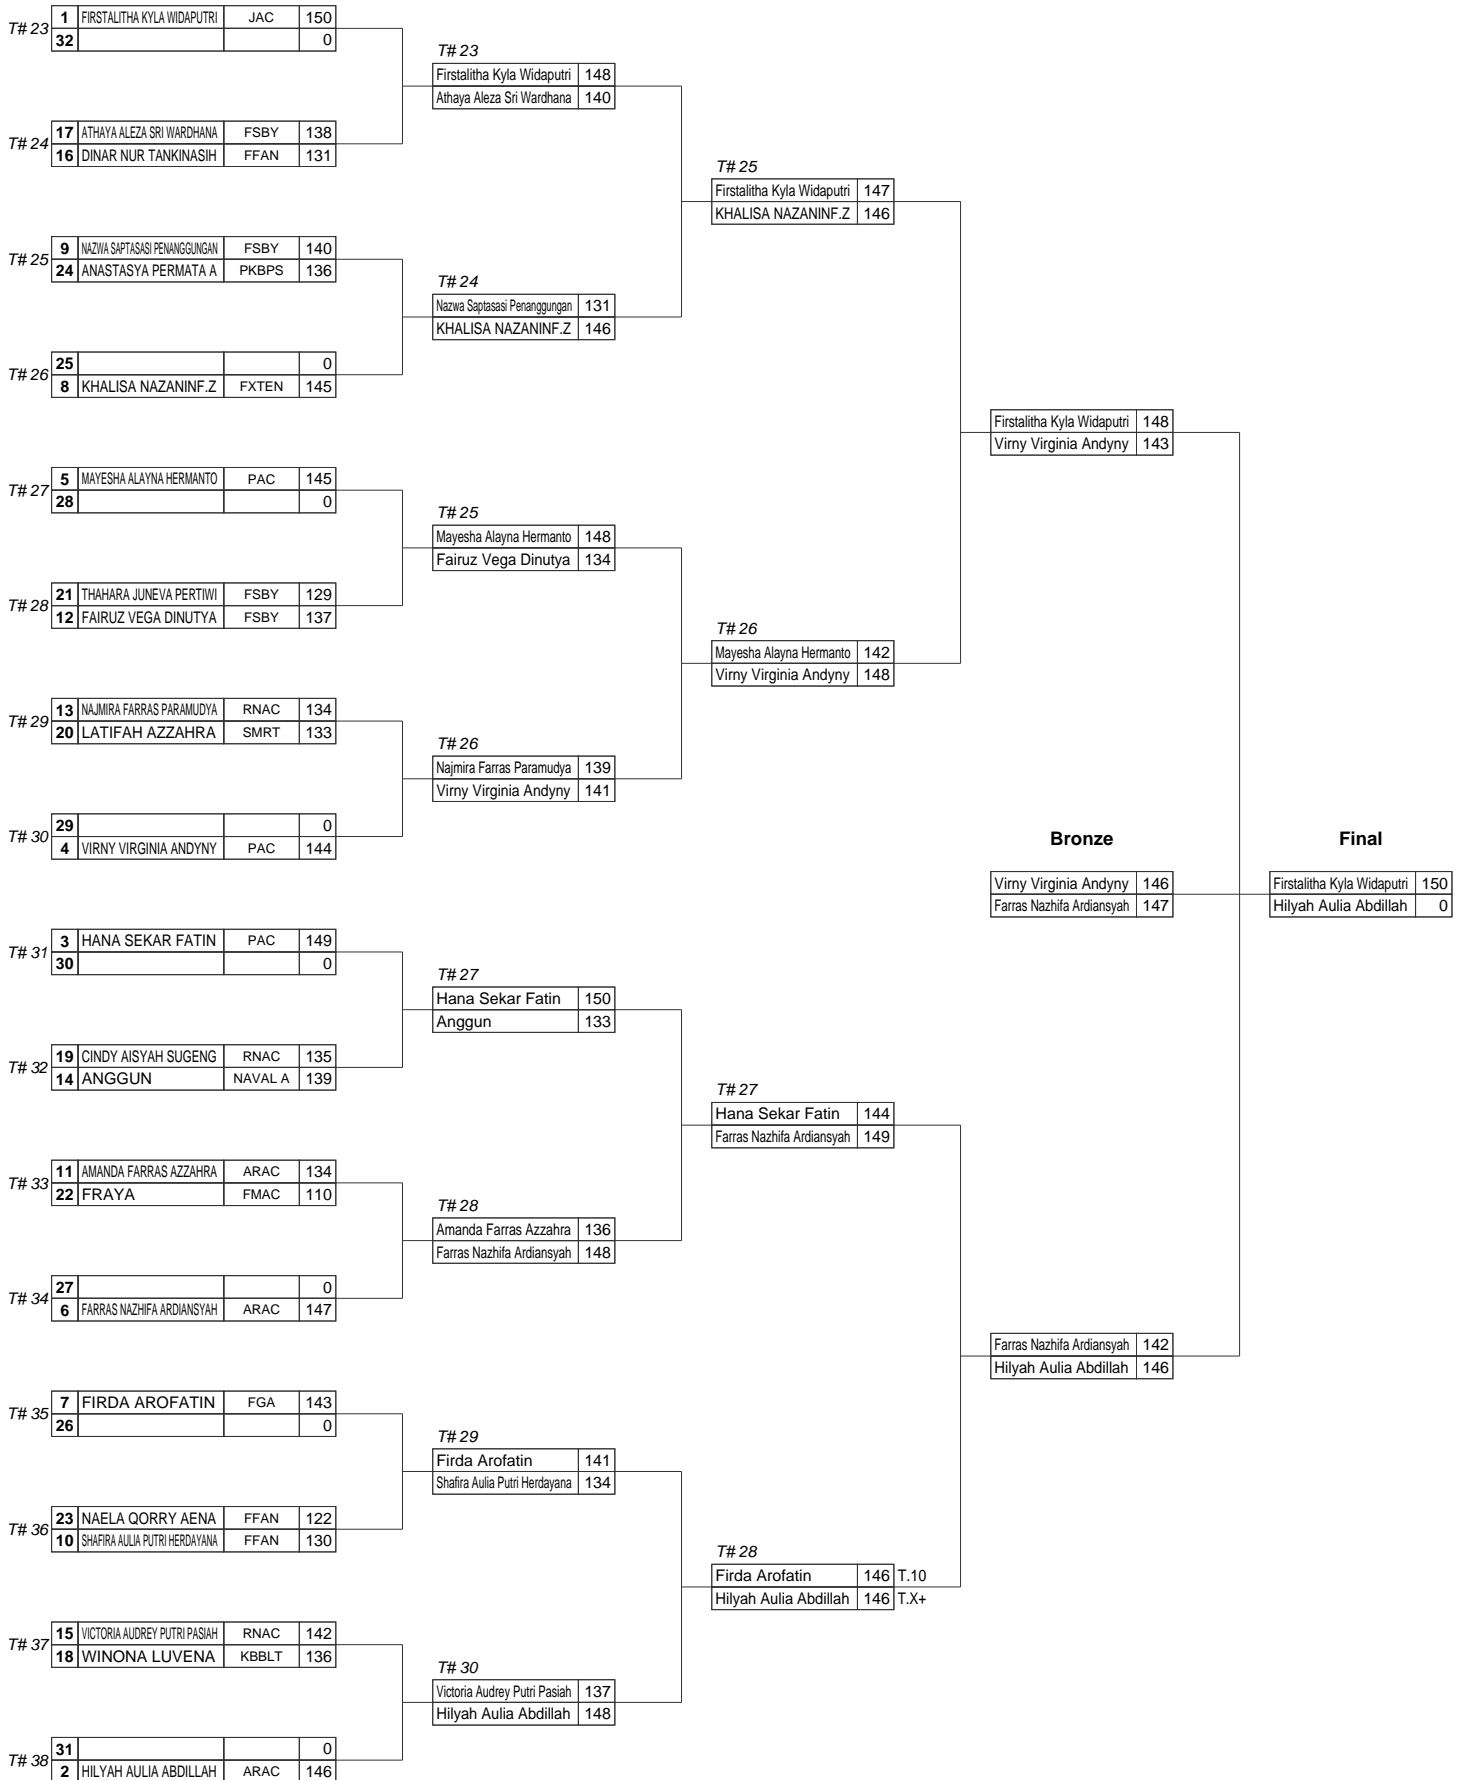 T# 23
1 FIRSTALITHA KYLA WIDAPUTRI JAC 150
32 0
T# 24
17 ATHAYA ALEZA SRI WARDHANA FSBY 138
16 DINAR NUR TANKINASIH FFAN 131
T# 25
9 NAZWA SAPTASASI PENANGGUNGAN FSBY 140
24 ANASTASYA PERMATA A PKBPS 136
T# 26
25 0
8 KHALISA NAZANINF.Z FXTEN 145
T# 27
5 MAYESHA ALAYNA HERMANTO PAC 145
28 0
T# 28
21 THAHARA JUNEVA PERTIWI FSBY 129
12 FAIRUZ VEGA DINUTYA FSBY 137
T# 29
13 NAJMIRA FARRAS PARAMUDYA RNAC 134
20 LATIFAH AZZAHRA SMRT 133
T# 30
29 0
4 VIRNY VIRGINIA ANDYNY PAC 144
T# 31
3 HANA SEKAR FATIN PAC 149
30 0
T# 32
19 CINDY AISYAH SUGENG RNAC 135
14 ANGGUN NAVAL A 139
T# 33
11 AMANDA FARRAS AZZAHRA ARAC 134
22 FRAYA FMAC 110
T# 34
27 0
6 FARRAS NAZHIFA ARDIANSYAH ARAC 147
T# 35
7 FIRDA AROFATIN FGA 143
26 0
T# 36
23 NAELA QORRY AENA FFAN 122
10 SHAFIRA AULIA PUTRI HERDAYANA FFAN 130
T# 37
15 VICTORIA AUDREY PUTRI PASIAH RNAC 142
18 WINONA LUVENA KBBLT 136
T# 38
31 0
2 HILYAH AULIA ABDILLAH ARAC 146
T# 23
Firstalitha Kyla Widaputri 148
Athaya Aleza Sri Wardhana 140
T# 24
Nazwa Saptasasi Penanggungan 131
KHALISA NAZANINF.Z 146
T# 25
Mayesha Alayna Hermanto 148
Fairuz Vega Dinutya 134
T# 26
Najmira Farras Paramudya 139
Virny Virginia Andyny 141
T# 27
Hana Sekar Fatin 150
Anggun 133
T# 28
Amanda Farras Azzahra 136
Farras Nazhifa Ardiansyah 148
T# 29
Firda Arofatin 141
Shafira Aulia Putri Herdayana 134
T# 30
Victoria Audrey Putri Pasiah 137
Hilyah Aulia Abdillah 148
T# 25
Firstalitha Kyla Widaputri 147
KHALISA NAZANINF.Z 146
T# 26
Mayesha Alayna Hermanto 142
Virny Virginia Andyny 148
T# 27
Hana Sekar Fatin 144
Farras Nazhifa Ardiansyah 149
T# 28
Firda Arofatin 146 T.10
Hilyah Aulia Abdillah 146 T.X+
Firstalitha Kyla Widaputri 148
Virny Virginia Andyny 143
Farras Nazhifa Ardiansyah 142
Hilyah Aulia Abdillah 146
Bronze
Virny Virginia Andyny 146
Farras Nazhifa Ardiansyah 147
Final
Firstalitha Kyla Widaputri 150
Hilyah Aulia Abdillah 0